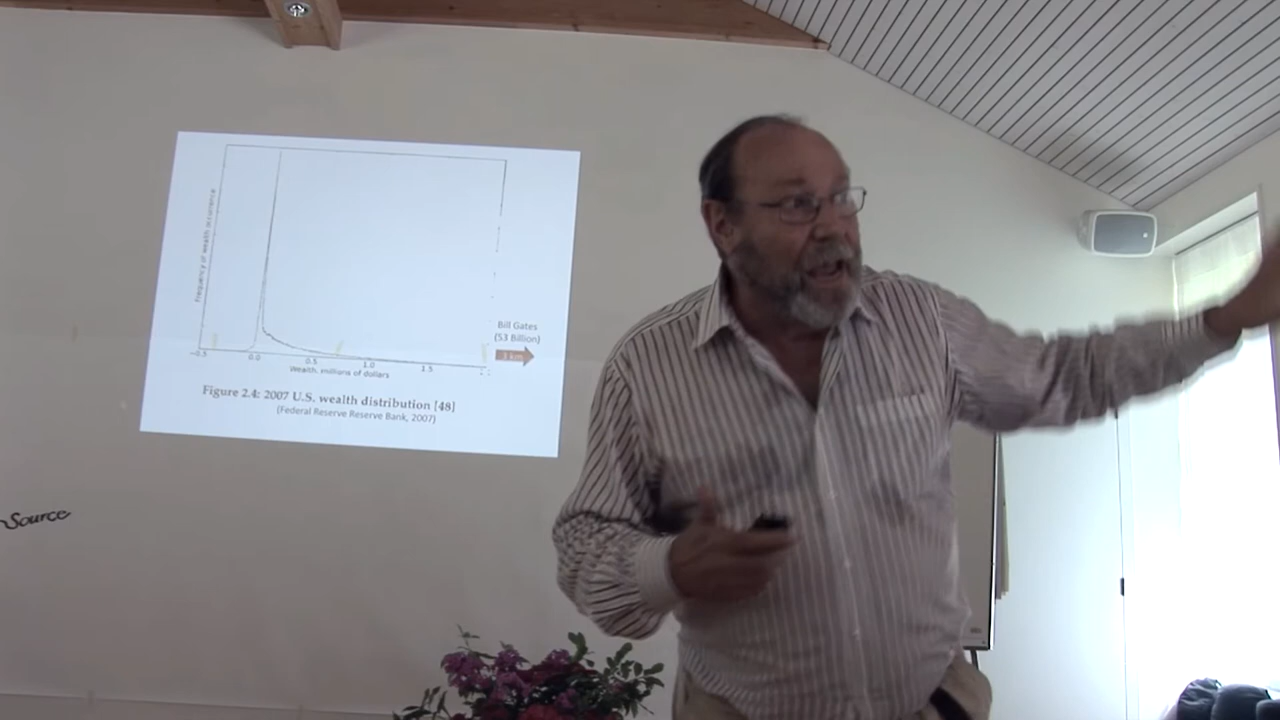 Frequency of wealth occurrence
Bill Gates
(53 Billion)
3 km
−0.5
0.0
0.5
1.0
1.5
Wealth, millions of dollars
Figure 2.4: 2007 U.S. wealth distribution [48]
(Federal Reserve Reserve Bank, 2007)
Source